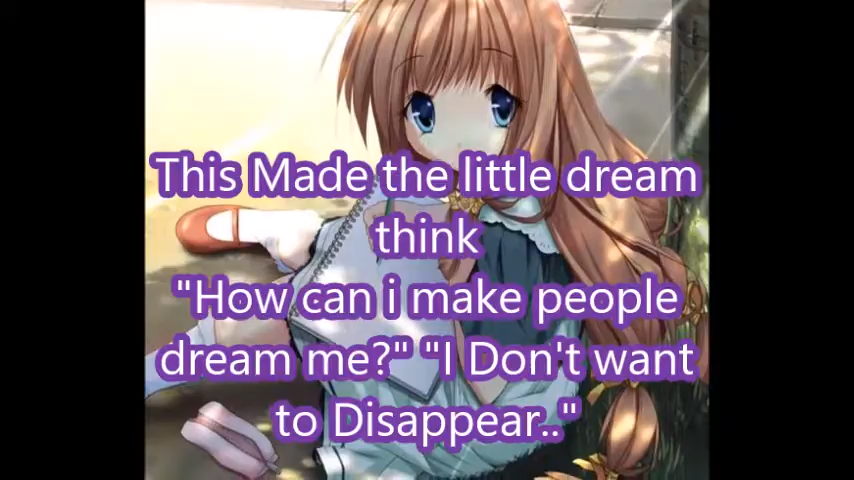 This Made the little dream
think
"How can i make people
dream me?" "I Don't want
to Disappear.."